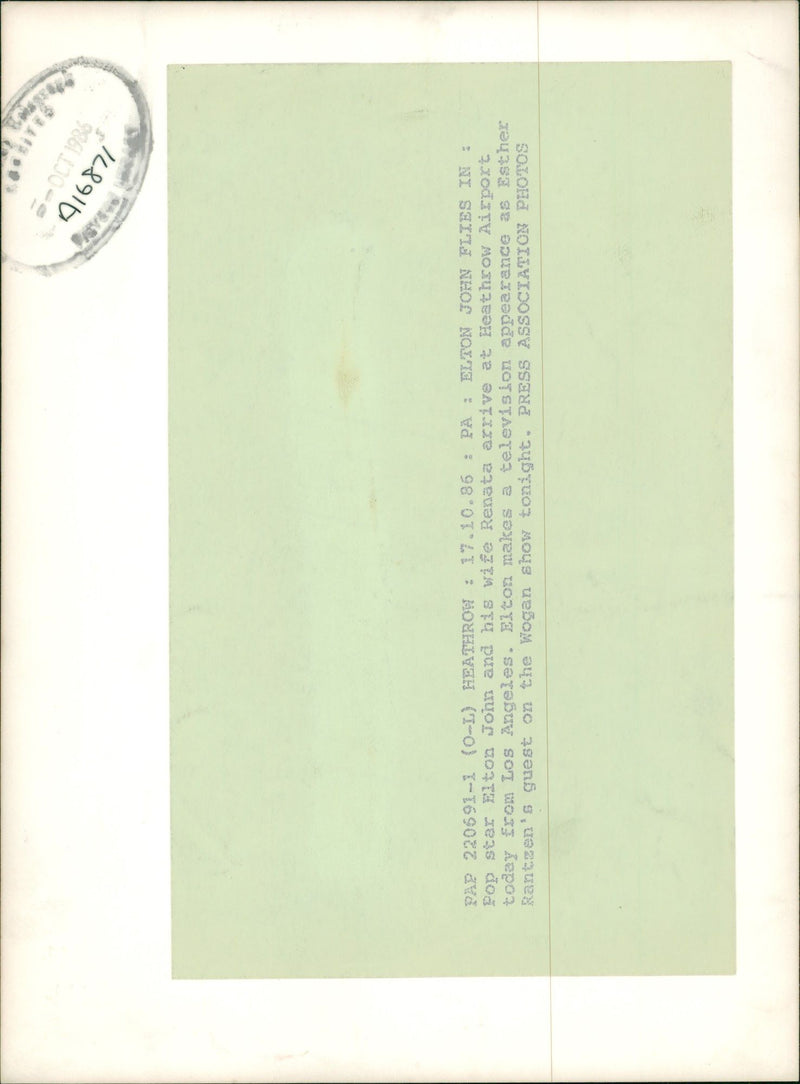 PAP 220691-1 (O-L) HEATHROW : 17.10.86 : PA : ELTON JOHN FLIES IN :
Pop star Elton John and his wife Renata arrive at Heathrow Airport
today from Los Angeles. Elton makes a television appearance as Esther
Rantzen's guest on the Wogan show tonight. PRESS ASSOCIATION PHOTOS
OCT 1986
A16871